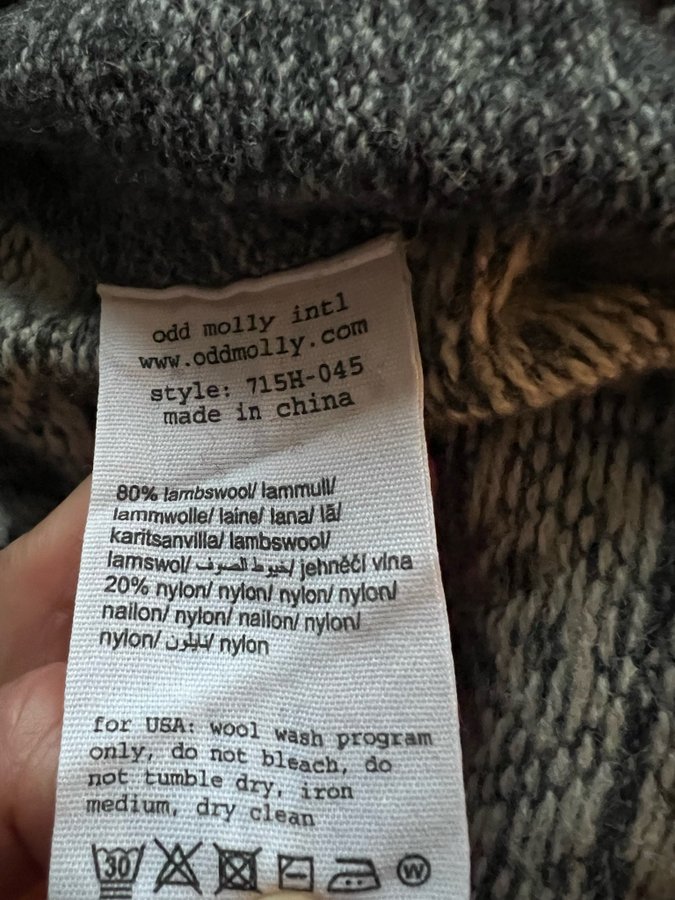 odd molly intl
www.oddmolly.com
style: 715H-045
made in china
80% lambswool/ lammull/
lammwolle/ laine/ lana/ lã/
karitsanvilla/ lambswool/
lamswol/ خيوط الصوف/ jehněčí vlna
20% nylon/ nylon/ nylon/ nylon/
nailon/ nylon/ nailon/ nylon/
nylon/ نايلون/ nylon
for USA: wool wash program
only, do not bleach, do
not tumble dry, iron
medium, dry clean
30 W